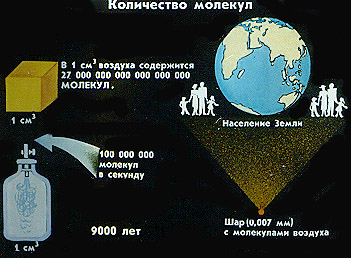 Количество молекул
В 1 см³ воздуха содержится
27 000 000 000 000 000 000
МОЛЕКУЛ.
1 см³
Население Земли
100 000 000
молекул
в секунду
1 см³
9000 лет
Шар (0,007 мм)
с молекулами воздуха